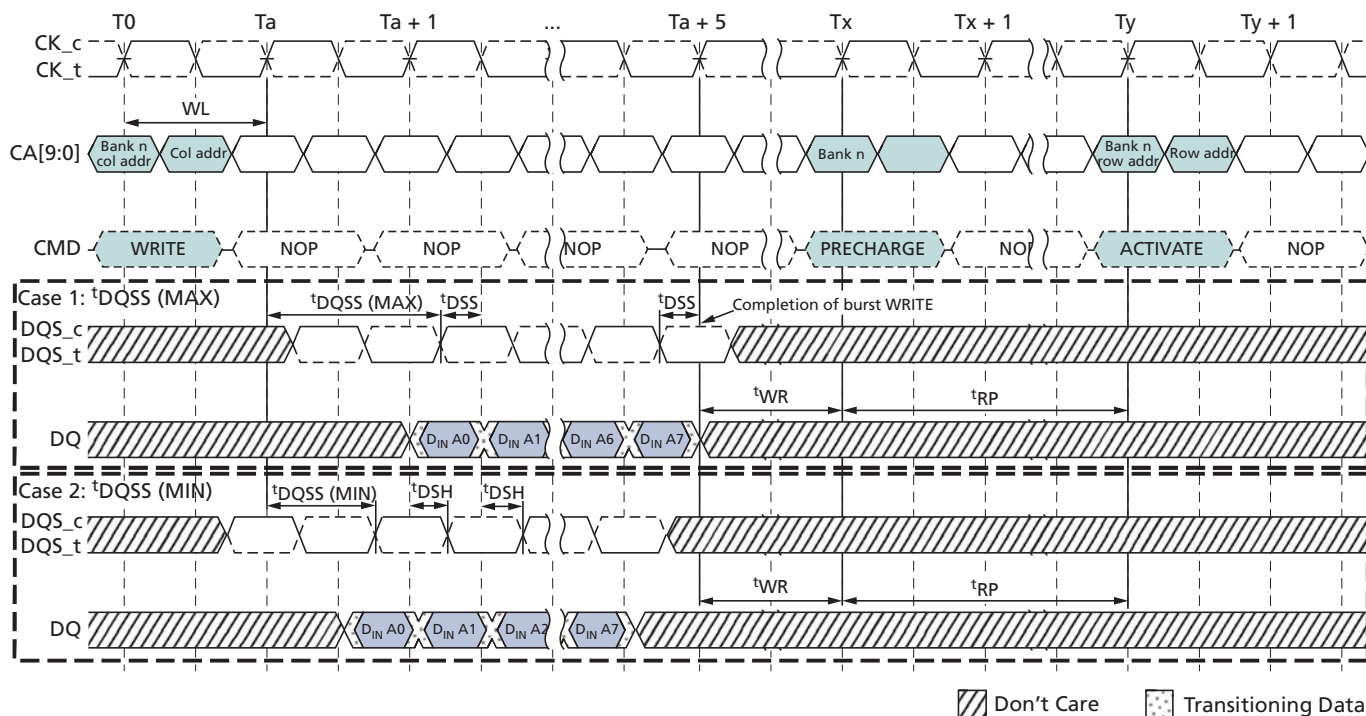 T0 Ta Ta + 1 ... Ta + 5 Tx Tx + 1 Ty Ty + 1
CK_c
CK_t
WL
CA[9:0] Bank n col addr Col addr Bank n Bank n row addr Row addr
CMD WRITE NOP NOP NOP NOP PRECHARGE NOP ACTIVATE NOP
Case 1: tDQSS (MAX)
tDQSS (MAX) tDSS tDSS Completion of burst WRITE
DQS_c
DQS_t
tWR tRP
DQ DIN A0 DIN A1 DIN A6 DIN A7
Case 2: tDQSS (MIN)
tDQSS (MIN) tDSH tDSH
DQS_c
DQS_t
tWR tRP
DQ DIN A0 DIN A1 DIN A2 DIN A7
Don't Care Transitioning Data